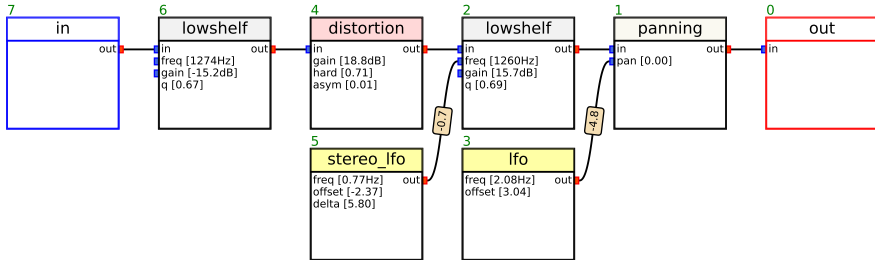 7 6 4 2 1 0
in lowshelf distortion lowshelf panning out
out in out in out in out in out in
freq [1274Hz] gain [18.8dB] freq [1260Hz] pan [0.00]
gain [-15.2dB] hard [0.71] gain [15.7dB]
q [0.67] asym [0.01] q [0.69]
-0.7 -4.8
5 3
stereo_lfo lfo
freq [0.77Hz] out freq [2.08Hz] out
offset [-2.37] offset [3.04]
delta [5.80]